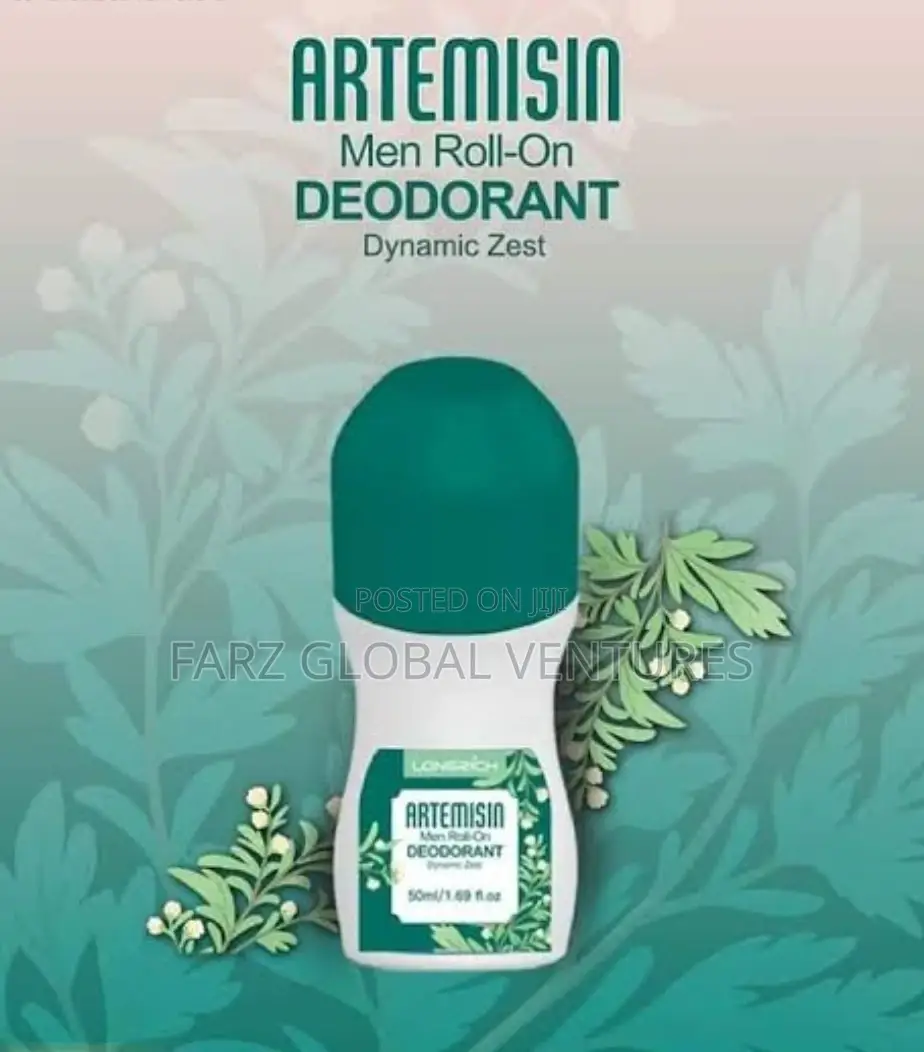 ARTEMISIN
Men Roll-On
DEODORANT
Dynamic Zest
POSTED ON JIJI
FARZ GLOBAL VENTURES
LONGRICH
ARTEMISIN
Men Roll-On
DEODORANT
Dynamic Zest
50ml/1.69 fl.oz